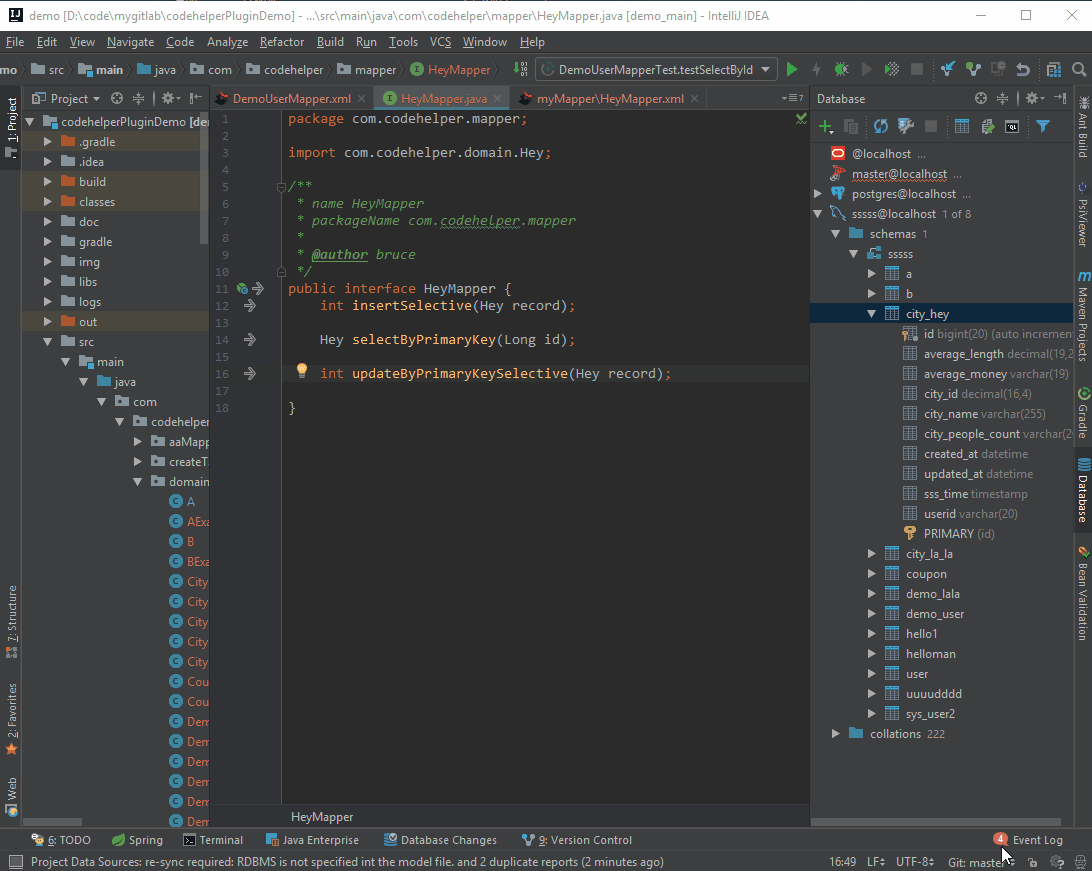 demo [D:\code\mygitlab\codehelperPluginDemo] - ...\src\main\java\com\codehelper\mapper\HeyMapper.java [demo_main] - IntelliJ IDEA
File Edit View Navigate Code Analyze Refactor Build Run Tools VCS Window Help
mo src main java com codehelper mapper HeyMapper DemoUserMapperTest.testSelectById
1: Project
7: Structure
2: Favorites
Web
Project
codehelperPluginDemo [de
.gradle
.idea
build
classes
doc
gradle
img
libs
logs
out
src
main
java
com
codehelper
aaMapp
createTa
domain
A
AExa
B
BExa
City
City
City
City
City
Cou
Cou
Dem
Dem
Dem
Dem
Dem
Dem
DemoUserMapper.xml HeyMapper.java myMapper\HeyMapper.xml 7
1 package com.codehelper.mapper;
2
3 import com.codehelper.domain.Hey;
4
5 /**
6 * name HeyMapper
7 * packageName com.codehelper.mapper
8 *
9 * @author bruce
10 */
11 public interface HeyMapper {
12 int insertSelective(Hey record);
13
14 Hey selectByPrimaryKey(Long id);
15
16 int updateByPrimaryKeySelective(Hey record);
17
18 }
HeyMapper
Database
@localhost ...
master@localhost ...
postgres@localhost ...
sssss@localhost 1 of 8
schemas 1
sssss
a
b
city_hey
id bigint(20) (auto increment
average_length decimal(19,2
average_money varchar(19)
city_id decimal(16,4)
city_name varchar(255)
city_people_count varchar(2
created_at datetime
updated_at datetime
sss_time timestamp
userid varchar(20)
PRIMARY (id)
city_la_la
coupon
demo_lala
demo_user
hello1
helloman
user
uuuudddd
sys_user2
collations 222
Ant Build
PsiViewer
Maven Projects
Gradle
Database
Bean Validation
6: TODO Spring Terminal Java Enterprise Database Changes 9: Version Control 4 Event Log
Project Data Sources: re-sync required: RDBMS is not specified int the model file. and 2 duplicate reports (2 minutes ago) 16:49 LF UTF-8 Git: master